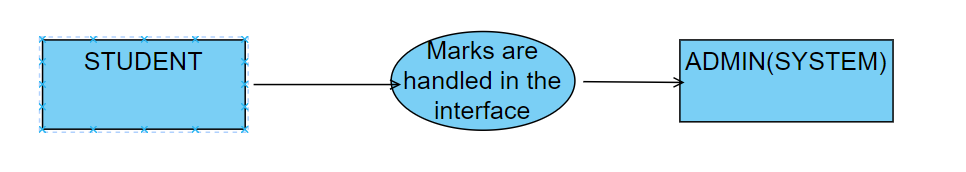 STUDENT
Marks are
handled in the
interface
ADMIN(SYSTEM)